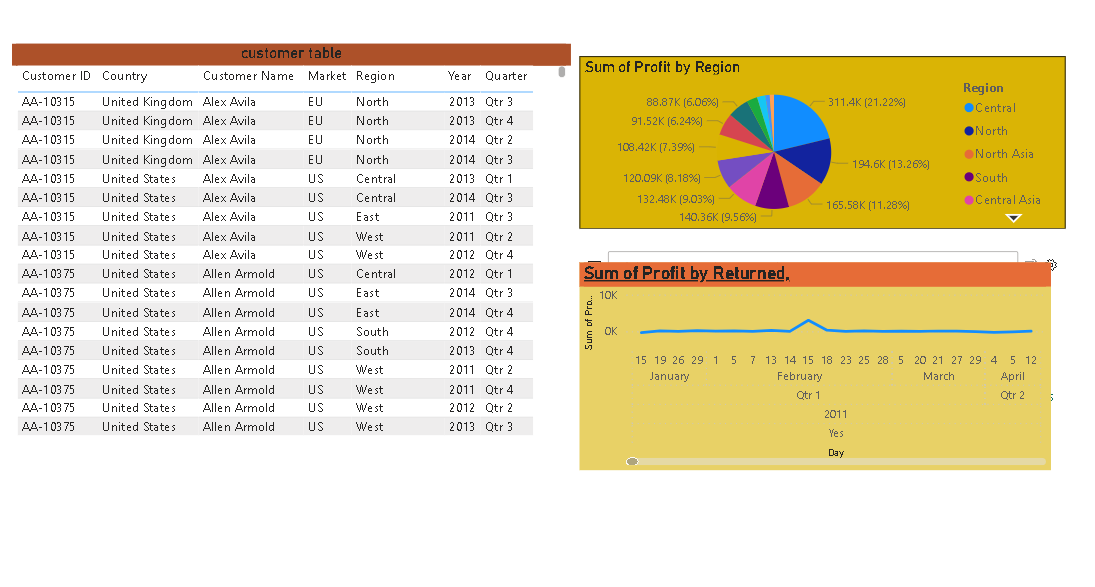 customer table
Customer ID Country Customer Name Market Region Year Quarter
AA-10315 United Kingdom Alex Avila EU North 2013 Qtr 3
AA-10315 United Kingdom Alex Avila EU North 2013 Qtr 4
AA-10315 United Kingdom Alex Avila EU North 2014 Qtr 2
AA-10315 United Kingdom Alex Avila EU North 2014 Qtr 3
AA-10315 United States Alex Avila US Central 2013 Qtr 1
AA-10315 United States Alex Avila US Central 2014 Qtr 3
AA-10315 United States Alex Avila US East 2011 Qtr 3
AA-10315 United States Alex Avila US West 2011 Qtr 2
AA-10315 United States Alex Avila US West 2012 Qtr 4
AA-10375 United States Allen Armold US Central 2012 Qtr 1
AA-10375 United States Allen Armold US East 2014 Qtr 3
AA-10375 United States Allen Armold US East 2014 Qtr 4
AA-10375 United States Allen Armold US South 2012 Qtr 4
AA-10375 United States Allen Armold US South 2013 Qtr 4
AA-10375 United States Allen Armold US West 2011 Qtr 2
AA-10375 United States Allen Armold US West 2011 Qtr 4
AA-10375 United States Allen Armold US West 2012 Qtr 2
AA-10375 United States Allen Armold US West 2013 Qtr 3
Sum of Profit by Region
88.87K (6.06%)
91.52K (6.24%)
108.42K (7.39%)
120.09K (8.18%)
132.48K (9.03%)
140.36K (9.56%)
311.4K (21.22%)
194.6K (13.26%)
165.58K (11.28%)
Region
Central
North
North Asia
South
Central Asia
Sum of Profit by Returned,
Sum of Pro...
10K
0K
15 19 26 29 1 5 7 13 14 15 18 23 25 28 5 20 21 27 29 4 5 12
January February March April
Qtr 1 Qtr 2
2011
Yes
Day